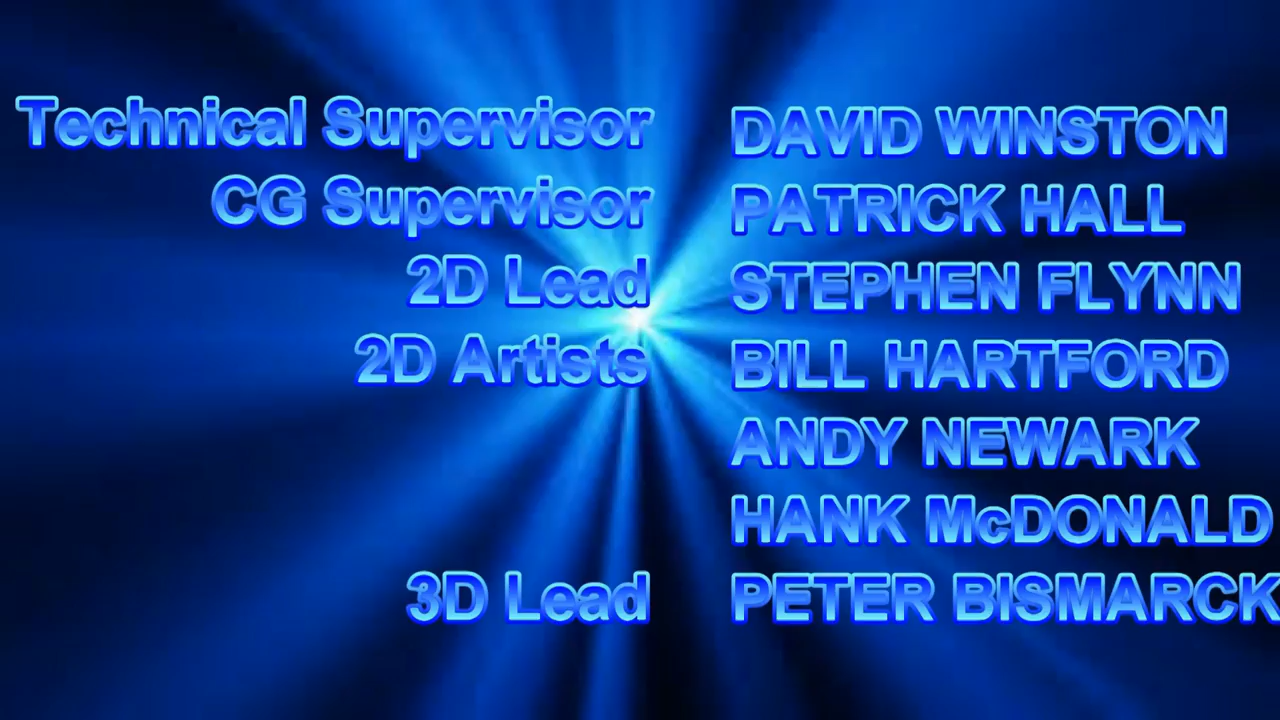 Technical Supervisor DAVID WINSTON
CG Supervisor PATRICK HALL
2D Lead STEPHEN FLYNN
2D Artists BILL HARTFORD
ANDY NEWARK
HANK McDONALD
3D Lead PETER BISMARCK